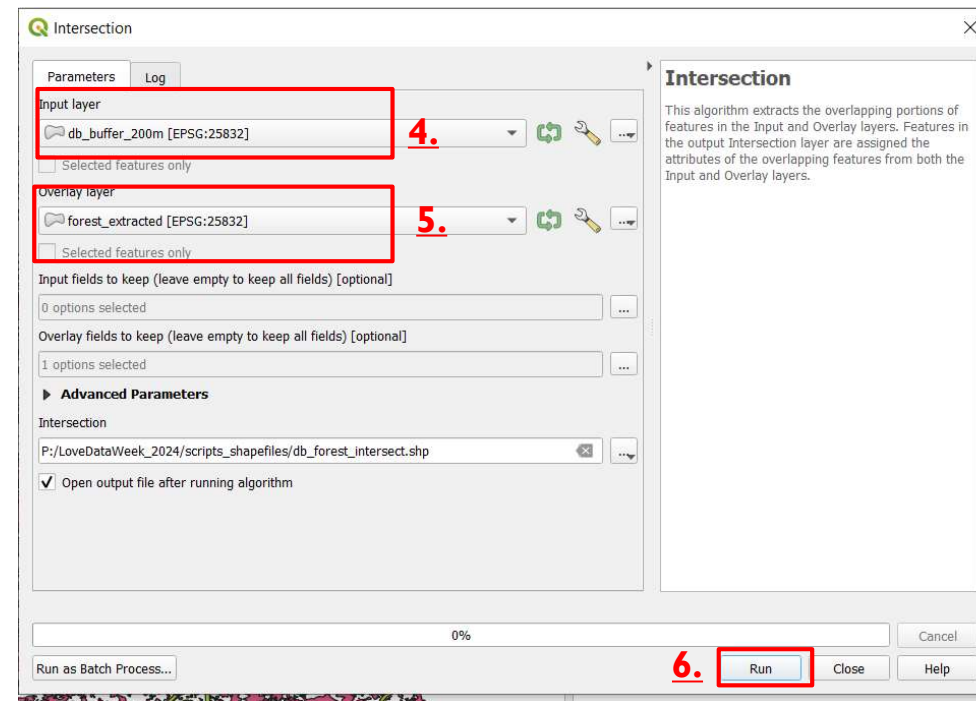 Intersection
Parameters
Log
Input layer
db_buffer_200m [EPSG:25832]
4.
...
Selected features only
Overlay layer
forest_extracted [EPSG:25832]
5.
...
Selected features only
Input fields to keep (leave empty to keep all fields) [optional]
0 options selected
...
Overlay fields to keep (leave empty to keep all fields) [optional]
1 options selected
...
Advanced Parameters
Intersection
P:/LoveDataWeek_2024/scripts_shapefiles/db_forest_intersect.shp
...
Open output file after running algorithm
Intersection
This algorithm extracts the overlapping portions of
features in the Input and Overlay layers. Features in
the output Intersection layer are assigned the
attributes of the overlapping features from both the
Input and Overlay layers.
0%
Cancel
Run as Batch Process...
6.
Run
Close
Help